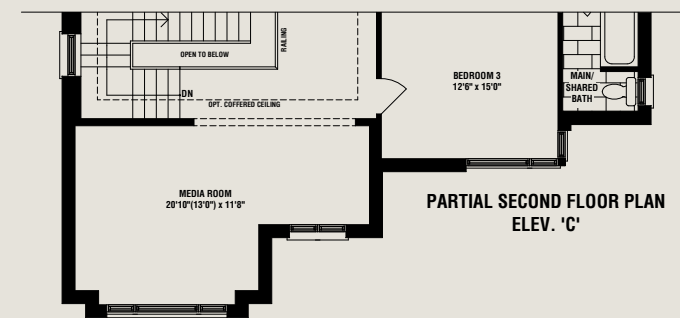 OPEN TO BELOW
RAILING
DN
OPT. COFFERED CEILING
BEDROOM 3
12'6" x 15'0"
MAIN/
SHARED
BATH
MEDIA ROOM
20'10"(13'0") x 11'8"
PARTIAL SECOND FLOOR PLAN
ELEV. 'C'